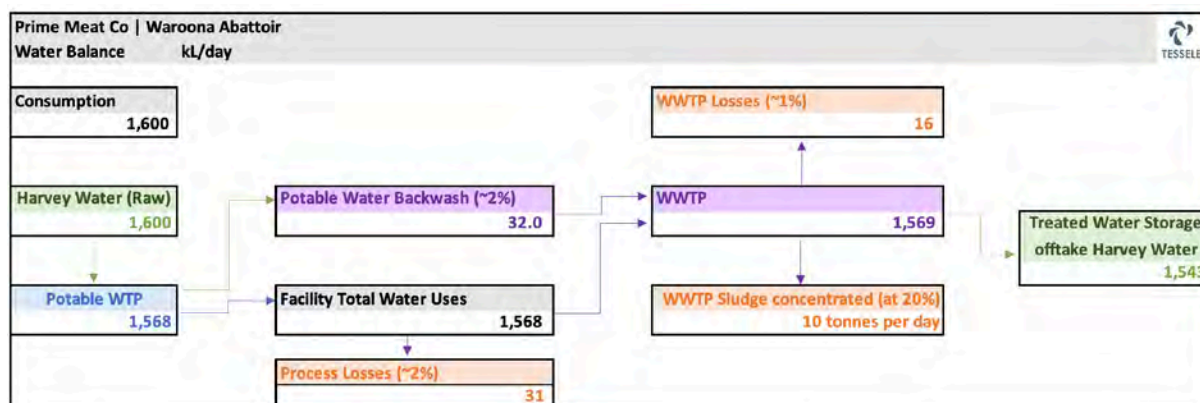 Prime Meat Co | Waroona Abattoir
Water Balance kL/day
TESSELE
Consumption
1,600
WWTP Losses (~1%)
16
Harvey Water (Raw)
1,600
Potable Water Backwash (~2%)
32.0
WWTP
1,569
Treated Water Storage
offtake Harvey Water
1,543
Potable WTP
1,568
Facility Total Water Uses
1,568
WWTP Sludge concentrated (at 20%)
10 tonnes per day
Process Losses (~2%)
31